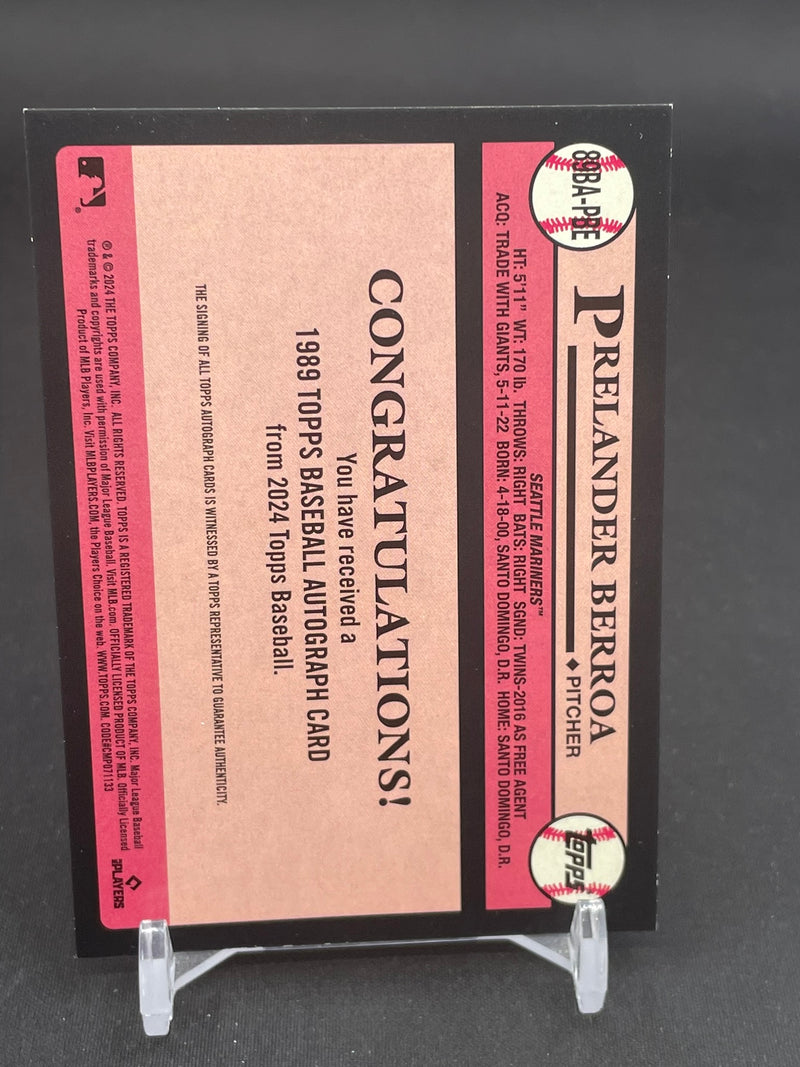 89BA-PBE
PRELANDER BERROA
♦PITCHER
topps
SEATTLE MARINERS™
HT: 5'11" WT: 170 lb. THROWS: RIGHT BATS: RIGHT SGND: TWINS-2016 AS FREE AGENT
ACQ: TRADE WITH GIANTS, 5-11-22 BORN: 4-18-00, SANTO DOMINGO, D.R. HOME: SANTO DOMINGO, D.R.
CONGRATULATIONS!
You have received a
1989 TOPPS BASEBALL AUTOGRAPH CARD
from 2024 Topps Baseball.
THE SIGNING OF ALL TOPPS AUTOGRAPH CARDS IS WITNESSED BY A TOPPS REPRESENTATIVE TO GUARANTEE AUTHENTICITY.
® & © 2024 THE TOPPS COMPANY, INC. ALL RIGHTS RESERVED. TOPPS IS A REGISTERED TRADEMARK OF THE TOPPS COMPANY, INC. Major League Baseball
trademarks and copyrights are used with permission of Major League Baseball. Visit MLB.com. OFFICIALLY LICENSED PRODUCT OF MLB. Officially Licensed
Product of MLB Players, Inc. Visit MLBPLAYERS.COM, the Players Choice on the web. WWW.TOPPS.COM. CODE#CMP071133
®
MLBPLAYERS